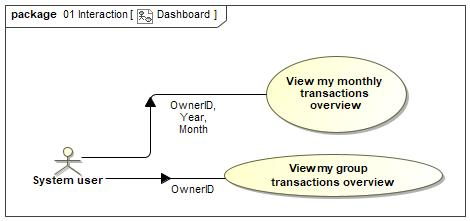 package 01 Interaction [ Dashboard ]
View my monthly
transactions
overview
OwnerID,
Year,
Month
System user
OwnerID
View my group
transactions overview